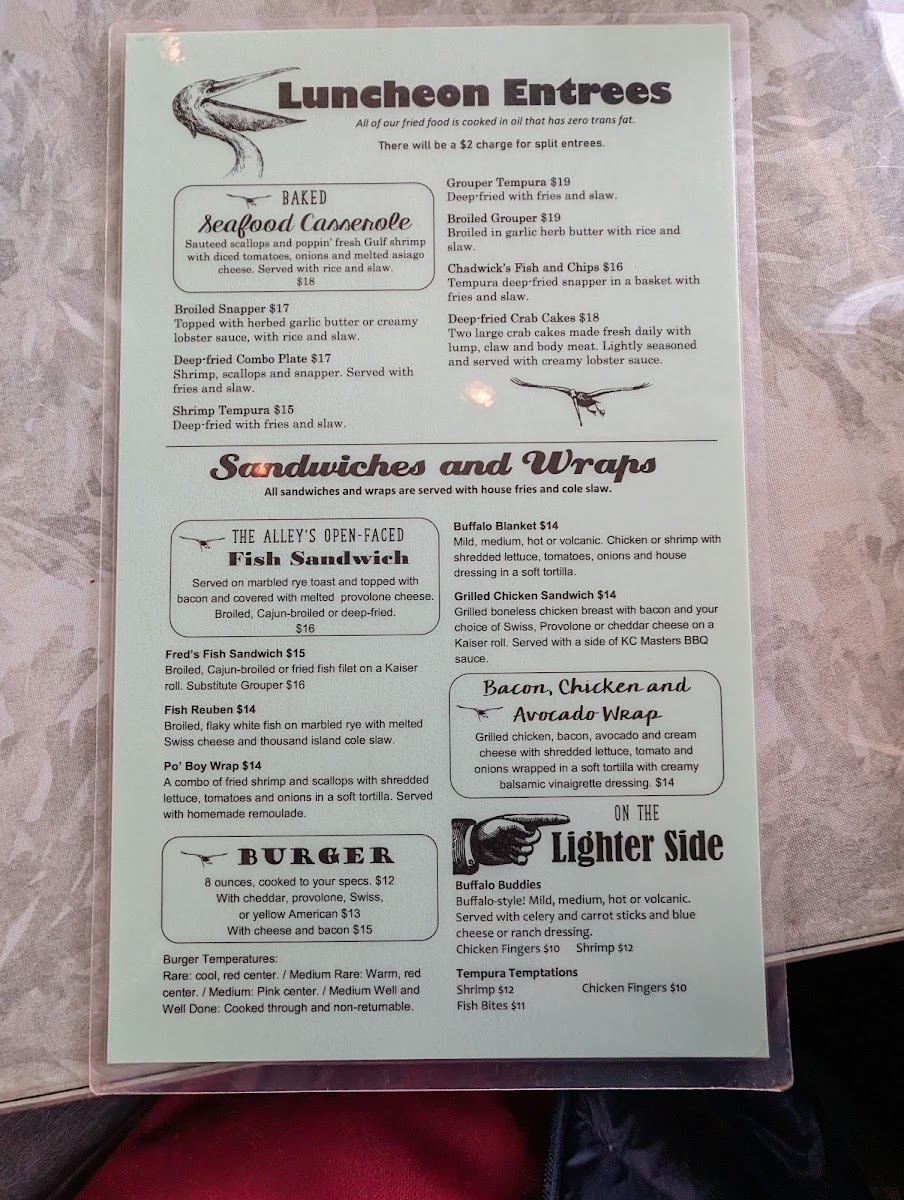 Luncheon Entrees
All of our fried food is cooked in oil that has zero trans fat.
There will be a $2 charge for split entrees.
BAKED
Seafood Casserole
Sauteed scallops and poppin' fresh Gulf shrimp
with diced tomatoes, onions and melted asiago
cheese. Served with rice and slaw.
$18
Broiled Snapper $17
Topped with herbed garlic butter or creamy
lobster sauce, with rice and slaw.
Deep-fried Combo Plate $17
Shrimp, scallops and snapper. Served with
fries and slaw.
Shrimp Tempura $15
Deep-fried with fries and slaw.
Grouper Tempura $19
Deep-fried with fries and slaw.
Broiled Grouper $19
Broiled in garlic herb butter with rice and
slaw.
Chadwick's Fish and Chips $16
Tempura deep-fried snapper in a basket with
fries and slaw.
Deep-fried Crab Cakes $18
Two large crab cakes made fresh daily with
lump, claw and body meat. Lightly seasoned
and served with creamy lobster sauce.
Sandwiches and Wraps
All sandwiches and wraps are served with house fries and cole slaw.
THE ALLEY'S OPEN-FACED
Fish Sandwich
Served on marbled rye toast and topped with
bacon and covered with melted provolone cheese.
Broiled, Cajun-broiled or deep-fried.
$16
Fred's Fish Sandwich $15
Broiled, Cajun-broiled or fried fish filet on a Kaiser
roll. Substitute Grouper $16
Fish Reuben $14
Broiled, flaky white fish on marbled rye with melted
Swiss cheese and thousand island cole slaw.
Po' Boy Wrap $14
A combo of fried shrimp and scallops with shredded
lettuce, tomatoes and onions in a soft tortilla. Served
with homemade remoulade.
BURGER
8 ounces, cooked to your specs. $12
With cheddar, provolone, Swiss,
or yellow American $13
With cheese and bacon $15
Burger Temperatures:
Rare: cool, red center. / Medium Rare: Warm, red
center. / Medium: Pink center. / Medium Well and
Well Done: Cooked through and non-returnable.
Buffalo Blanket $14
Mild, medium, hot or volcanic. Chicken or shrimp with
shredded lettuce, tomatoes, onions and house
dressing in a soft tortilla.
Grilled Chicken Sandwich $14
Grilled boneless chicken breast with bacon and your
choice of Swiss, Provolone or cheddar cheese on a
Kaiser roll. Served with a side of KC Masters BBQ
sauce.
Bacon, Chicken and
Avocado Wrap
Grilled chicken, bacon, avocado and cream
cheese with shredded lettuce, tomato and
onions wrapped in a soft tortilla with creamy
balsamic vinaigrette dressing. $14
ON THE
Lighter Side
Buffalo Buddies
Buffalo-style! Mild, medium, hot or volcanic.
Served with celery and carrot sticks and blue
cheese or ranch dressing.
Chicken Fingers $10 Shrimp $12
Tempura Temptations
Shrimp $12 Chicken Fingers $10
Fish Bites $11